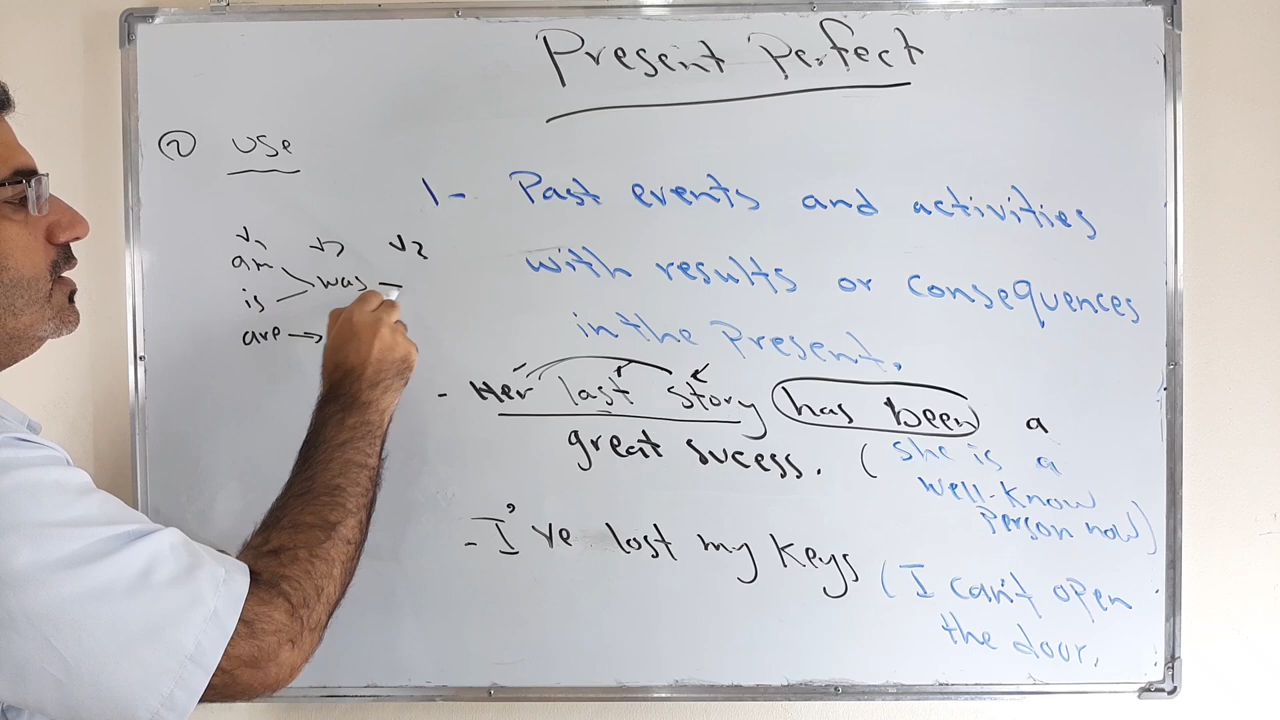 Present Perfect
② Use
1- Past events and activities
with results or consequences
in the present.
V1 V2 V3
am
is
was
are
- Her last story has been a
great sucess. (she is a
well-know
person now)
- I've lost my keys (I can't open
the door.